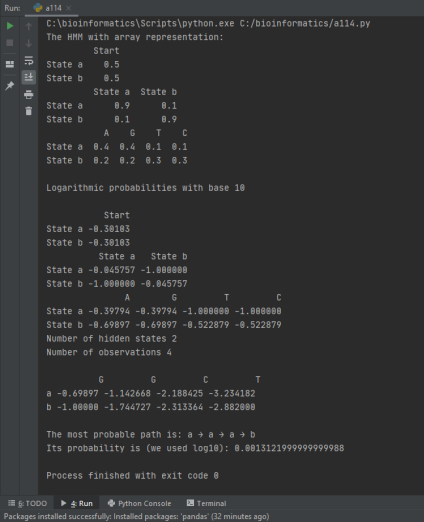 Run: a114 ×
C:\bioinformatics\Scripts\python.exe C:/bioinformatics/a114.py
The HMM with array representation:
Start
State a 0.5
State b 0.5
State a State b
State a 0.9 0.1
State b 0.1 0.9
A G T C
State a 0.4 0.4 0.1 0.1
State b 0.2 0.2 0.3 0.3
Logarithmic probabilities with base 10
Start
State a -0.30103
State b -0.30103
State a State b
State a -0.045757 -1.000000
State b -1.000000 -0.045757
A G T C
State a -0.39794 -0.39794 -1.000000 -1.000000
State b -0.69897 -0.69897 -0.522879 -0.522879
Number of hidden states 2
Number of observations 4
G G C T
a -0.69897 -1.142668 -2.188425 -3.234182
b -1.00000 -1.744727 -2.313364 -2.882000
The most probable path is: a → a → a → b
Its probability is (we used log10): 0.0013121999999999988
Process finished with exit code 0
6: TODO 4: Run Python Console Terminal
Packages installed successfully: Installed packages: 'pandas' (32 minutes ago)